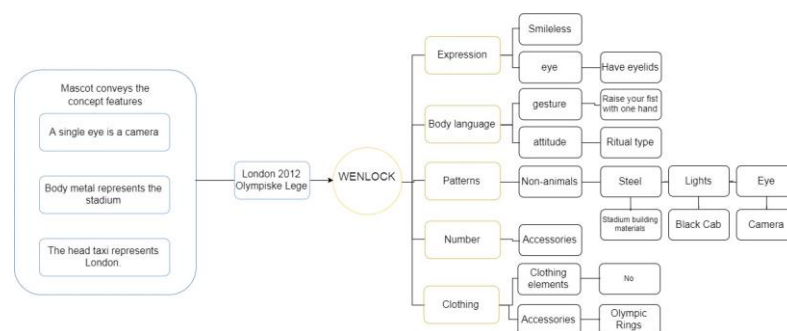 Mascot conveys the
concept features
A single eye is a camera
Body metal represents the
stadium
The head taxi represents
London.
London 2012
Olympiske Lege
WENLOCK
Expression
Smileless
eye
Have eyelids
Body language
gesture
Raise your fist
with one hand
attitude
Ritual type
Patterns
Non-animals
Steel
Lights
Eye
Stadium building
materials
Black Cab
Camera
Number
Accessories
Clothing
Clothing
elements
No
Accessories
Olympic
Rings